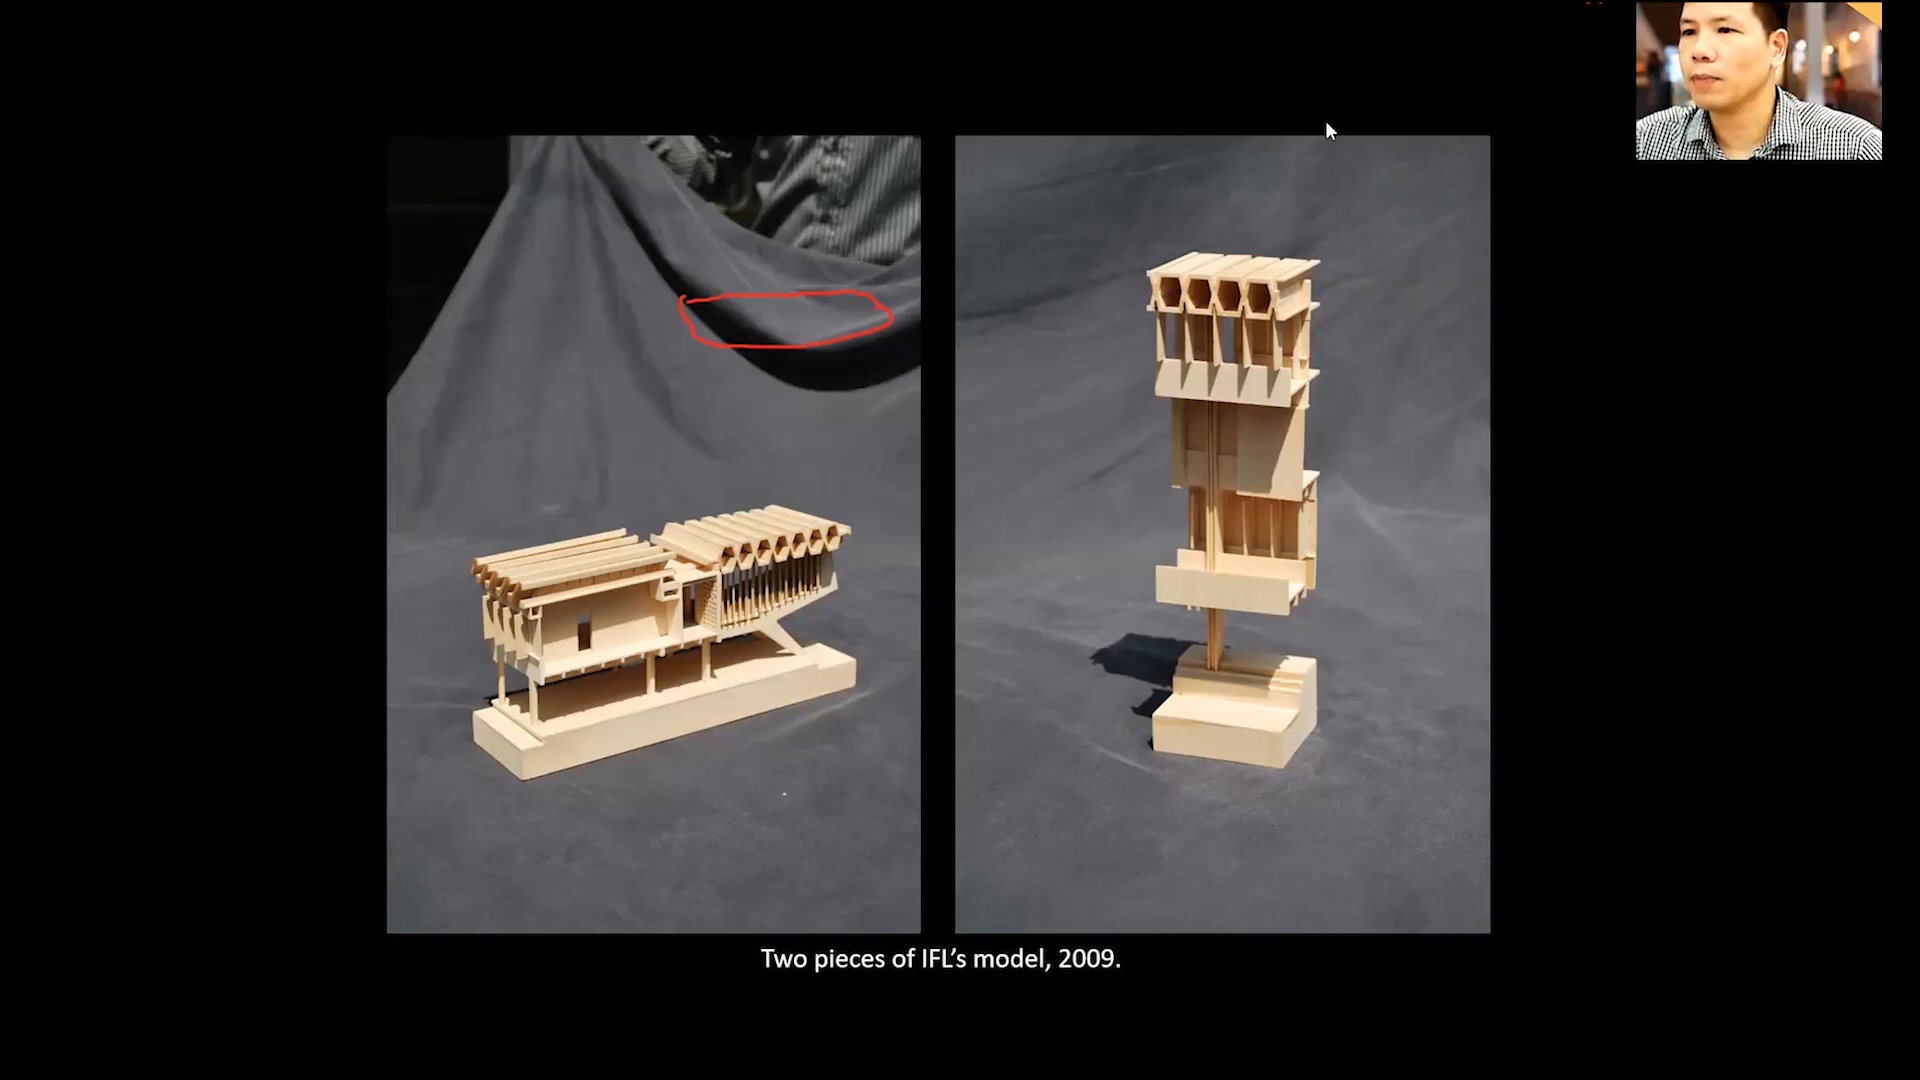 Two pieces of IFL’s model, 2009.